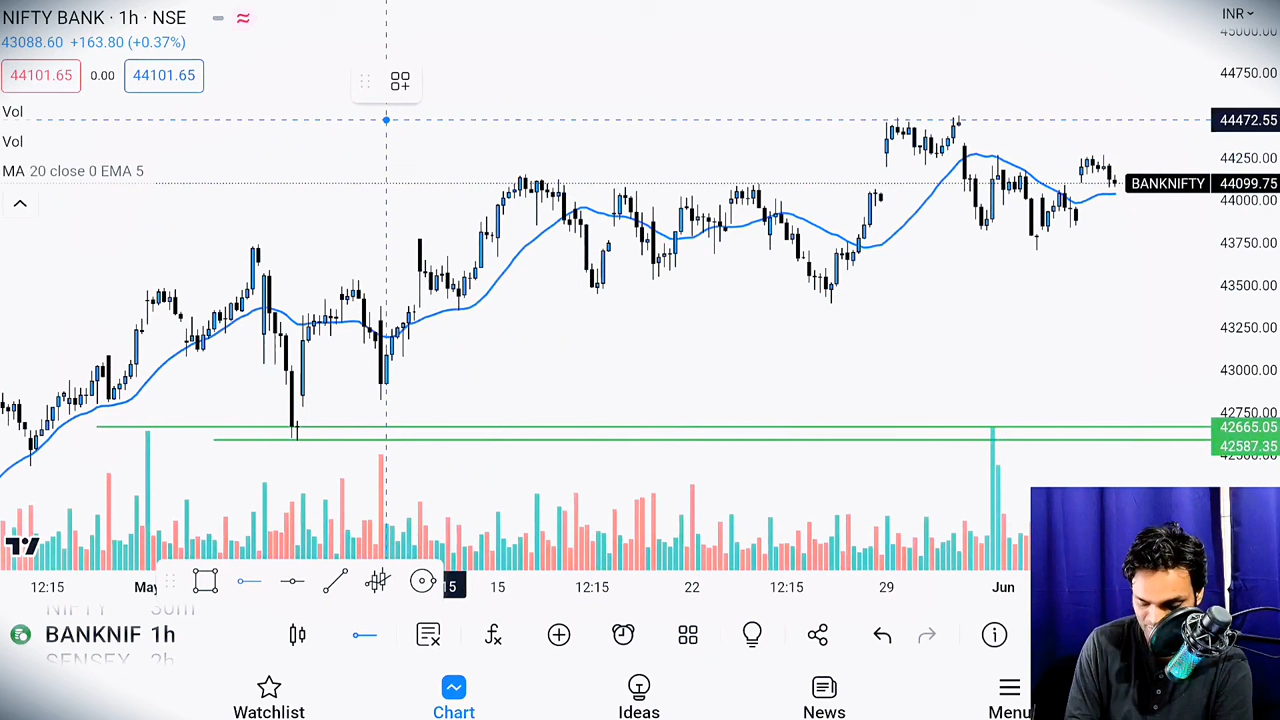 NIFTY BANK · 1h · NSE
INR
43088.60 +163.80 (+0.37%)
45000.00
44101.65 0.00 44101.65
44750.00
Vol
44472.55
Vol
44250.00
MA 20 close 0 EMA 5
BANKNIFTY 44099.75
44000.00
43750.00
43500.00
43250.00
43000.00
42750.00
42665.05
42587.35
42500.00
12:15 May 15 15 12:15 22 12:15 29 Jun
NIFTY 30m
BANKNIF 1h
SENSEX 2h
Watchlist Chart Ideas News Menu